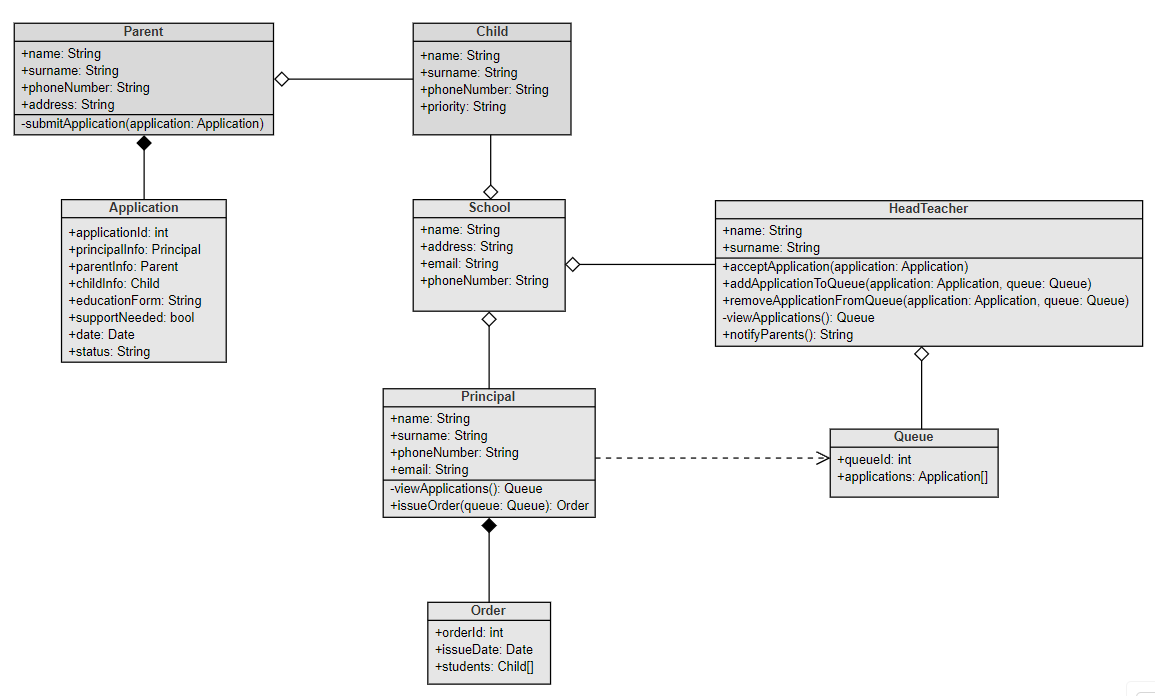 Parent
+name: String
+surname: String
+phoneNumber: String
+address: String
-submitApplication(application: Application)
Child
+name: String
+surname: String
+phoneNumber: String
+priority: String
Application
+applicationId: int
+principalInfo: Principal
+parentInfo: Parent
+childInfo: Child
+educationForm: String
+supportNeeded: bool
+date: Date
+status: String
School
+name: String
+address: String
+email: String
+phoneNumber: String
HeadTeacher
+name: String
+surname: String
+acceptApplication(application: Application)
+addApplicationToQueue(application: Application, queue: Queue)
+removeApplicationFromQueue(application: Application, queue: Queue)
-viewApplications(): Queue
+notifyParents(): String
Principal
+name: String
+surname: String
+phoneNumber: String
+email: String
-viewApplications(): Queue
+issueOrder(queue: Queue): Order
Queue
+queueId: int
+applications: Application[]
Order
+orderId: int
+issueDate: Date
+students: Child[]